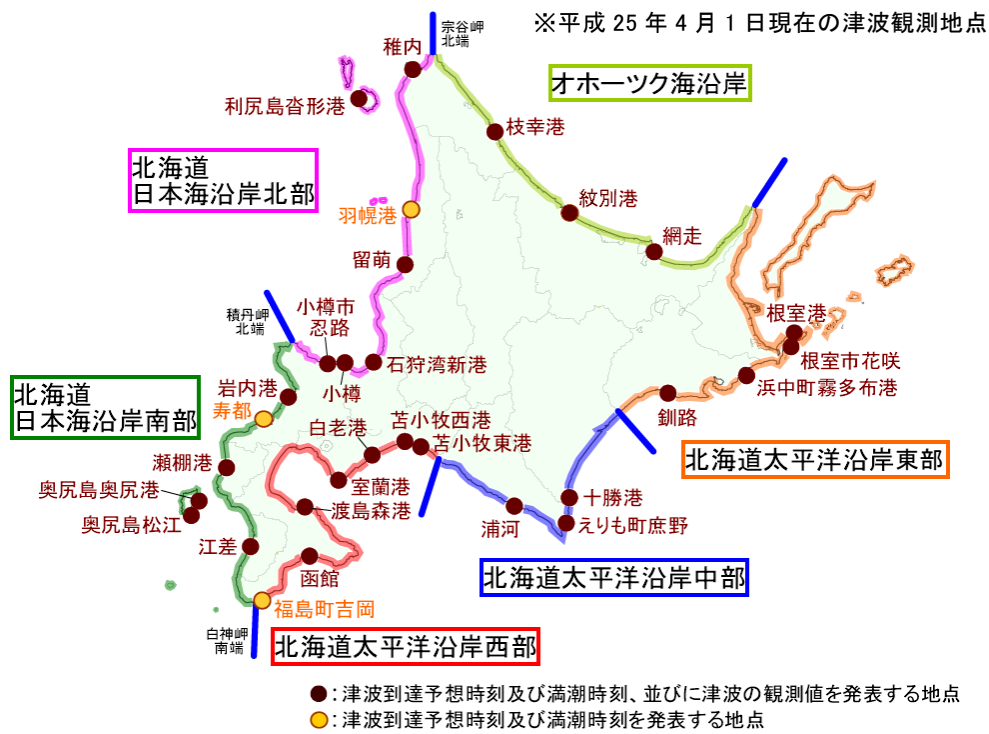 ※平成25年4月1日現在の津波観測地点
宗谷岬
北端
稚内
オホーツク海沿岸
利尻島沓形港
枝幸港
北海道
日本海沿岸北部
羽幌港
紋別港
網走
留萌
積丹岬
北端
小樽市
忍路
根室港
石狩湾新港
根室市花咲
小樽
浜中町霧多布港
北海道
日本海沿岸南部
岩内港
寿都
釧路
白老港
苫小牧西港
苫小牧東港
北海道太平洋沿岸東部
瀬棚港
室蘭港
奥尻島奥尻港
十勝港
渡島森港
浦河
えりも町庶野
奥尻島松江
江差
函館
北海道太平洋沿岸中部
福島町吉岡
白神岬
南端
北海道太平洋沿岸西部
：津波到達予想時刻及び満潮時刻、並びに津波の観測値を発表する地点
：津波到達予想時刻及び満潮時刻を発表する地点